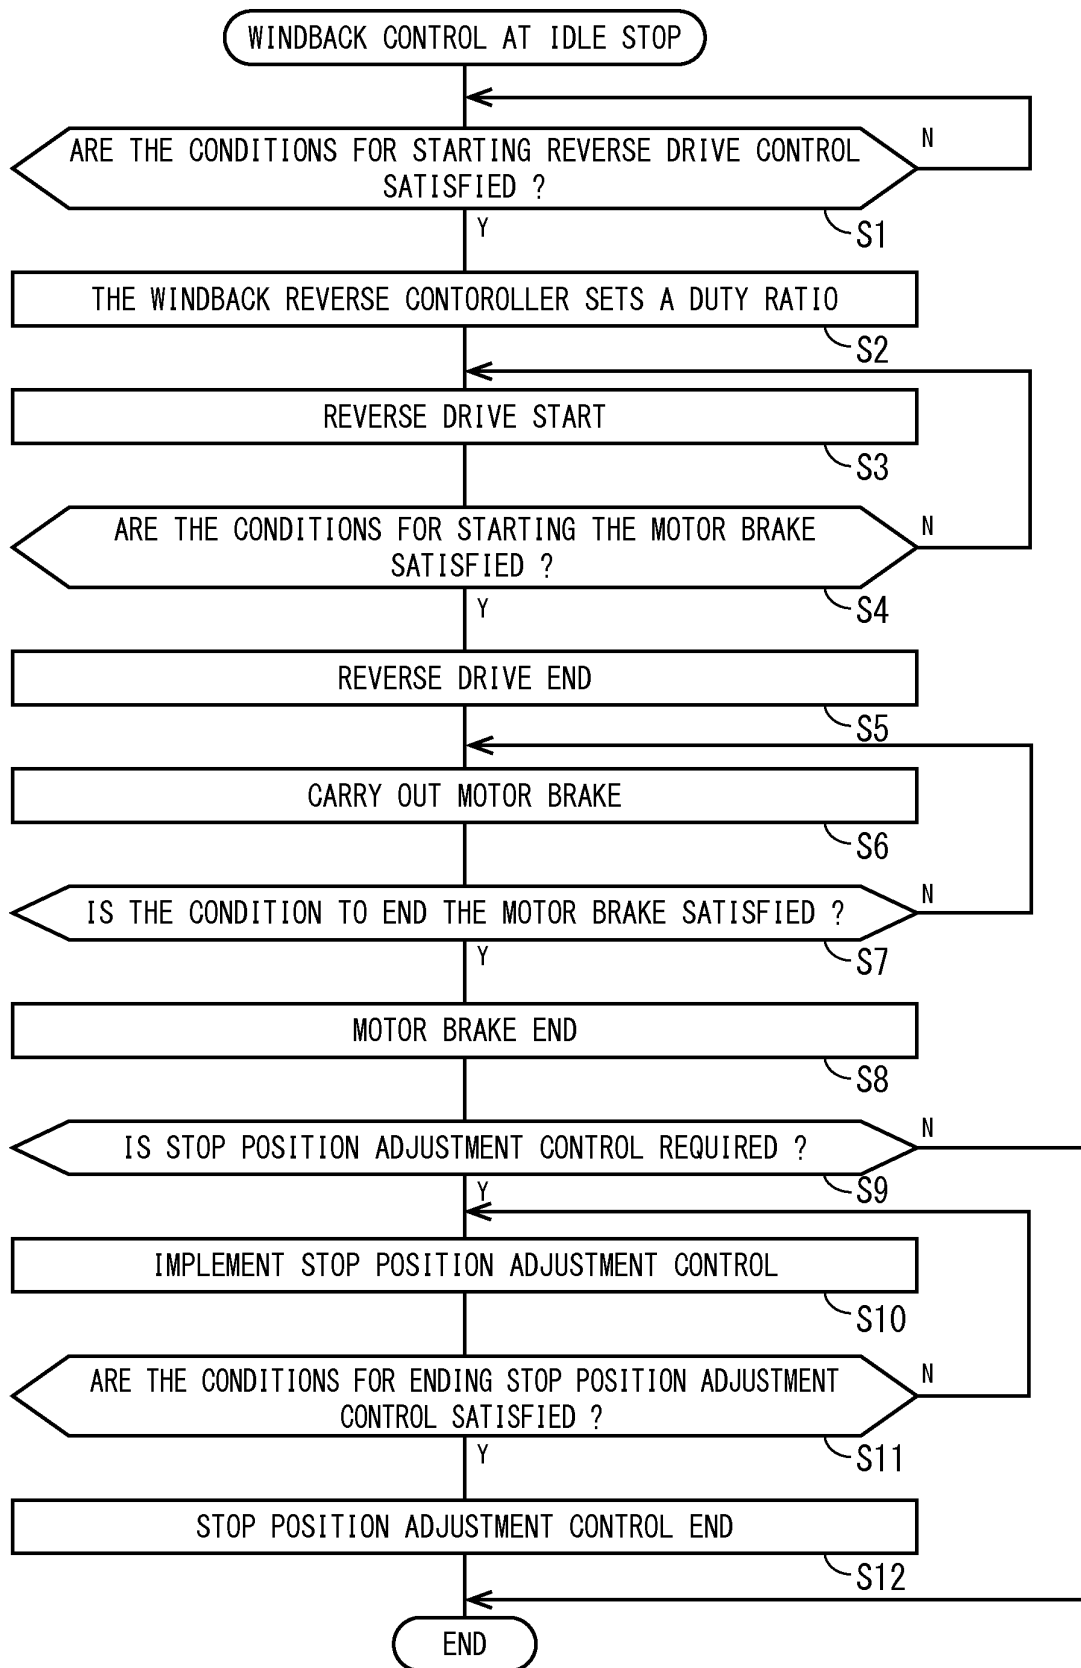 WINDBACK CONTROL AT IDLE STOP
ARE THE CONDITIONS FOR STARTING REVERSE DRIVE CONTROL
SATISFIED ?
N
Y
S1
THE WINDBACK REVERSE CONTOROLLER SETS A DUTY RATIO
S2
REVERSE DRIVE START
S3
ARE THE CONDITIONS FOR STARTING THE MOTOR BRAKE
SATISFIED ?
N
Y
S4
REVERSE DRIVE END
S5
CARRY OUT MOTOR BRAKE
S6
IS THE CONDITION TO END THE MOTOR BRAKE SATISFIED ?
N
Y
S7
MOTOR BRAKE END
S8
IS STOP POSITION ADJUSTMENT CONTROL REQUIRED ?
N
Y
S9
IMPLEMENT STOP POSITION ADJUSTMENT CONTROL
S10
ARE THE CONDITIONS FOR ENDING STOP POSITION ADJUSTMENT
CONTROL SATISFIED ?
N
Y
S11
STOP POSITION ADJUSTMENT CONTROL END
S12
END